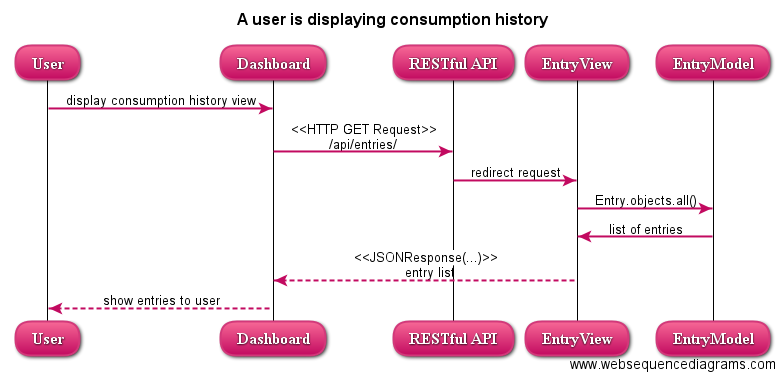 A user is displaying consumption history
User Dashboard RESTful API EntryView EntryModel
display consumption history view
<<HTTP GET Request>>
/api/entries/
redirect request
Entry.objects.all()
list of entries
<<JSONResponse(...)>>
entry list
show entries to user
User Dashboard RESTful API EntryView EntryModel
www.websequencediagrams.com